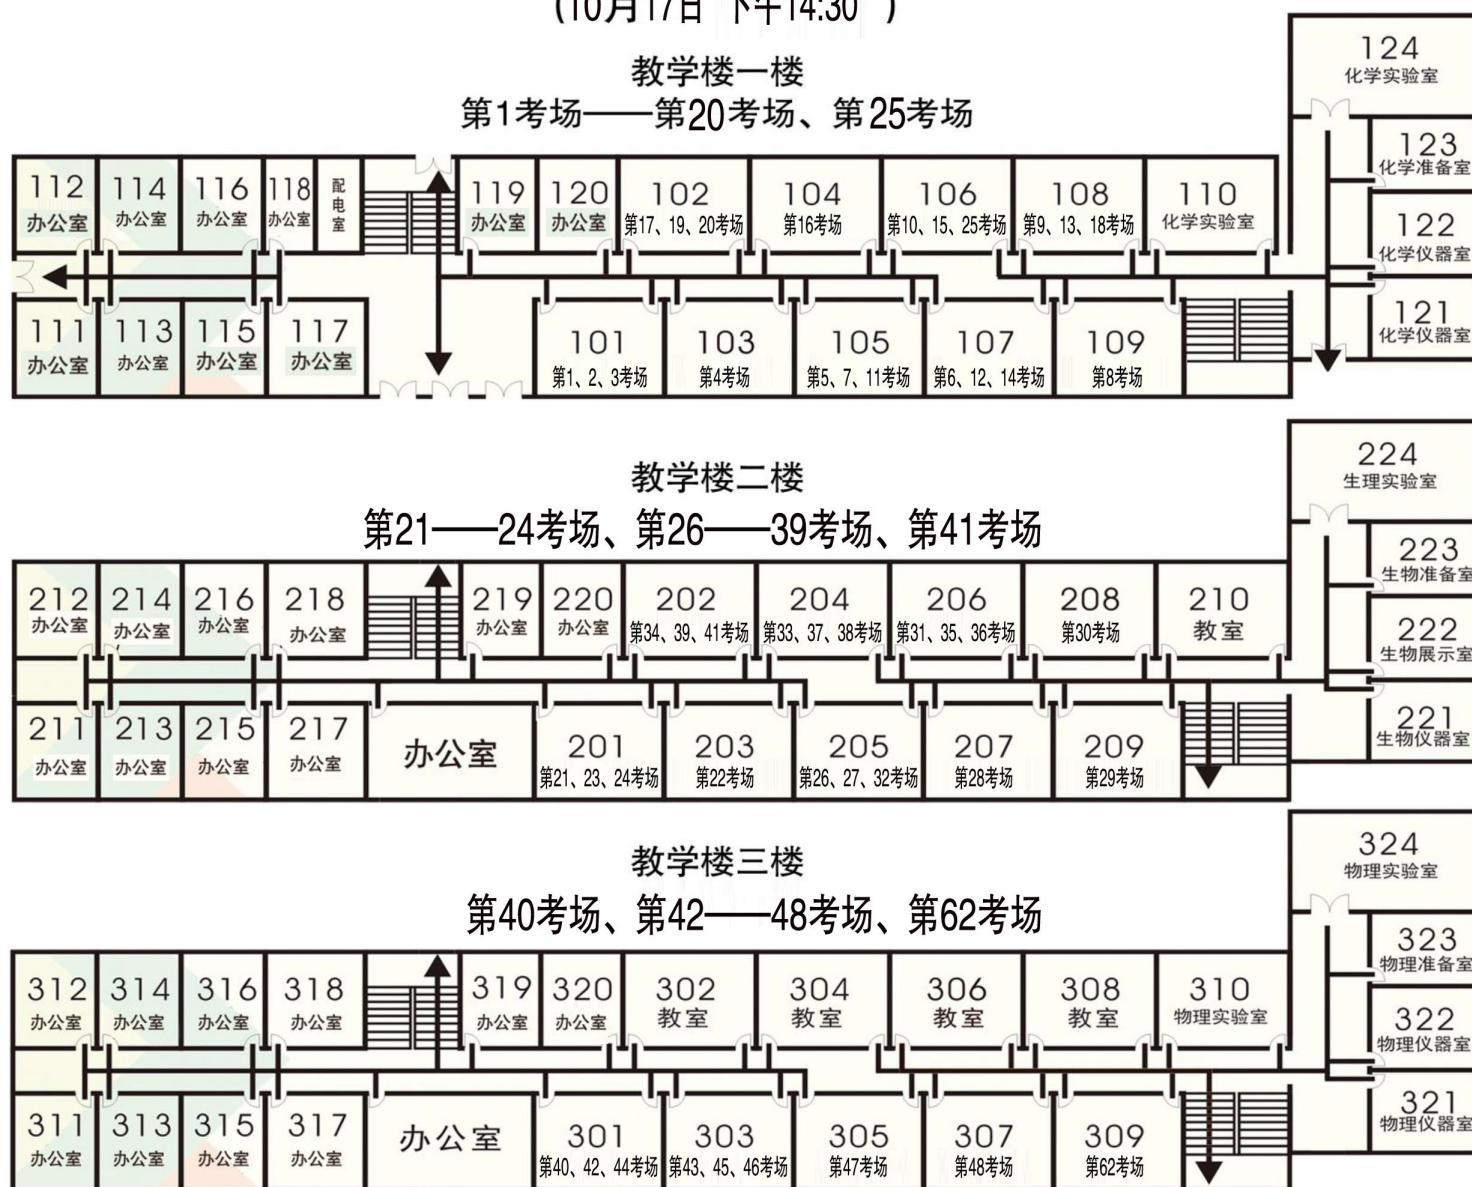 (10月17日 下午14:30 )
教学楼一楼
第1考场——第20考场、第25考场
124
化学实验室
123
化学准备室
122
化学仪器室
121
化学仪器室
112
办公室
114
办公室
116
办公室
118
办公室
配电室
119
办公室
120
办公室
102
第17、19、20考场
104
第16考场
106
第10、15、25考场
108
第9、13、18考场
110
化学实验室
111
办公室
113
办公室
115
办公室
117
办公室
101
第1、2、3考场
103
第4考场
105
第5、7、11考场
107
第6、12、14考场
109
第8考场
教学楼二楼
第21——24考场、第26——39考场、第41考场
224
生理实验室
223
生物准备室
222
生物展示室
221
生物仪器室
212
办公室
214
办公室
216
办公室
218
办公室
219
办公室
220
办公室
202
第34、39、41考场
204
第33、37、38考场
206
第31、35、36考场
208
第30考场
210
教室
211
办公室
213
办公室
215
办公室
217
办公室
办公室
201
第21、23、24考场
203
第22考场
205
第26、27、32考场
207
第28考场
209
第29考场
教学楼三楼
第40考场、第42——48考场、第62考场
324
物理实验室
323
物理准备室
322
物理仪器室
321
物理仪器室
312
办公室
314
办公室
316
办公室
318
办公室
319
办公室
320
办公室
302
教室
304
教室
306
教室
308
教室
310
物理实验室
311
办公室
313
办公室
315
办公室
317
办公室
办公室
301
第40、42、44考场
303
第43、45、46考场
305
第47考场
307
第48考场
309
第62考场